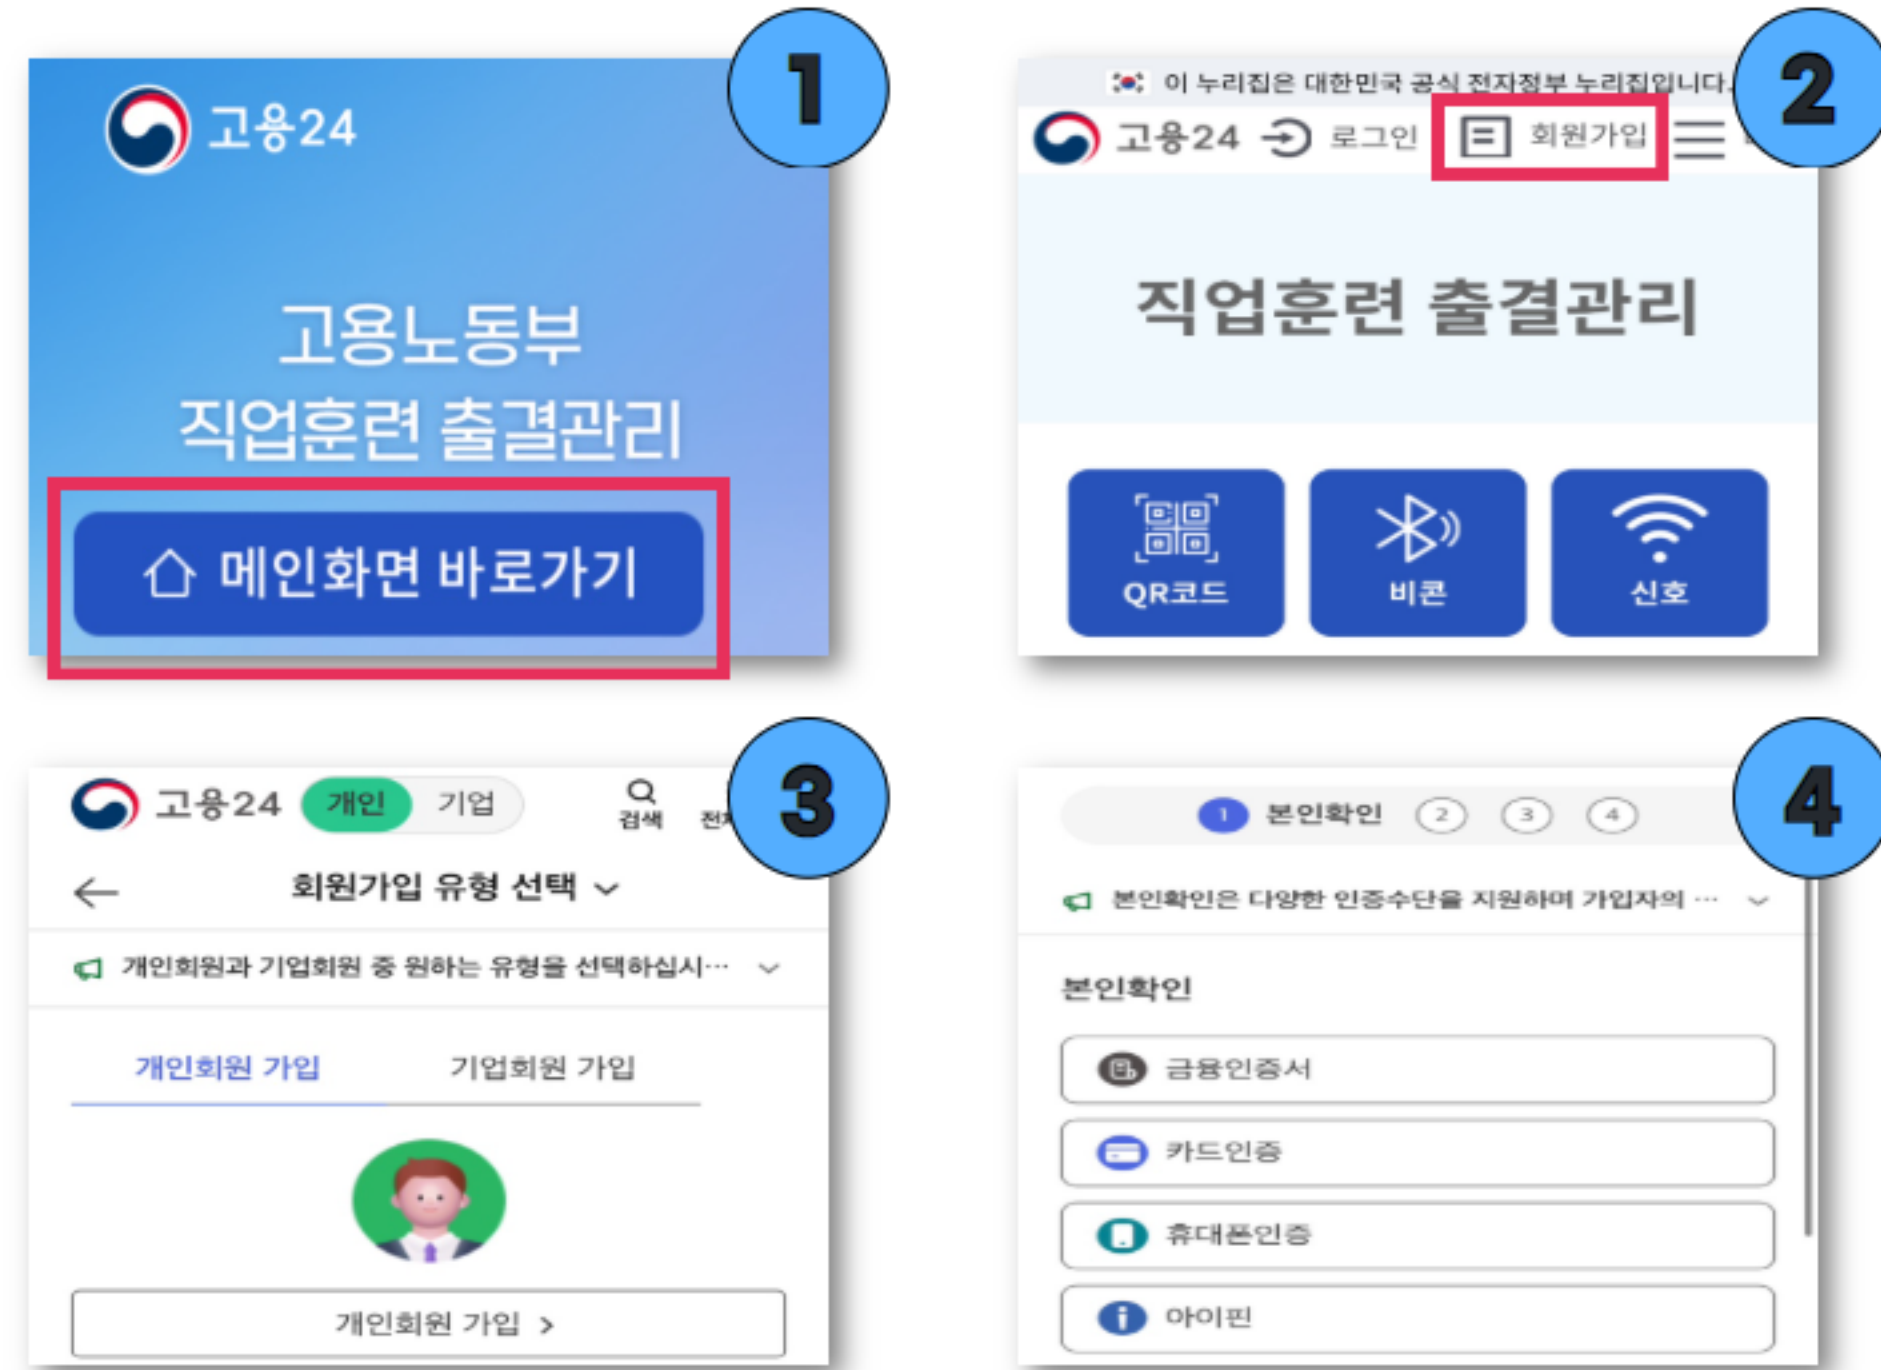 1
고용24
고용노동부
직업훈련 출결관리
메인화면 바로가기
2
이 누리집은 대한민국 공식 전자정부 누리집입니다.
고용24 로그인 회원가입
직업훈련 출결관리
QR코드 비콘 신호
3
고용24 개인 기업 검색
회원가입 유형 선택
개인회원과 기업회원 중 원하는 유형을 선택하십시…
개인회원 가입 기업회원 가입
개인회원 가입 >
4
1 본인확인 2 3 4
본인확인은 다양한 인증수단을 지원하며 가입자의 …
본인확인
금융인증서
카드인증
휴대폰인증
아이핀